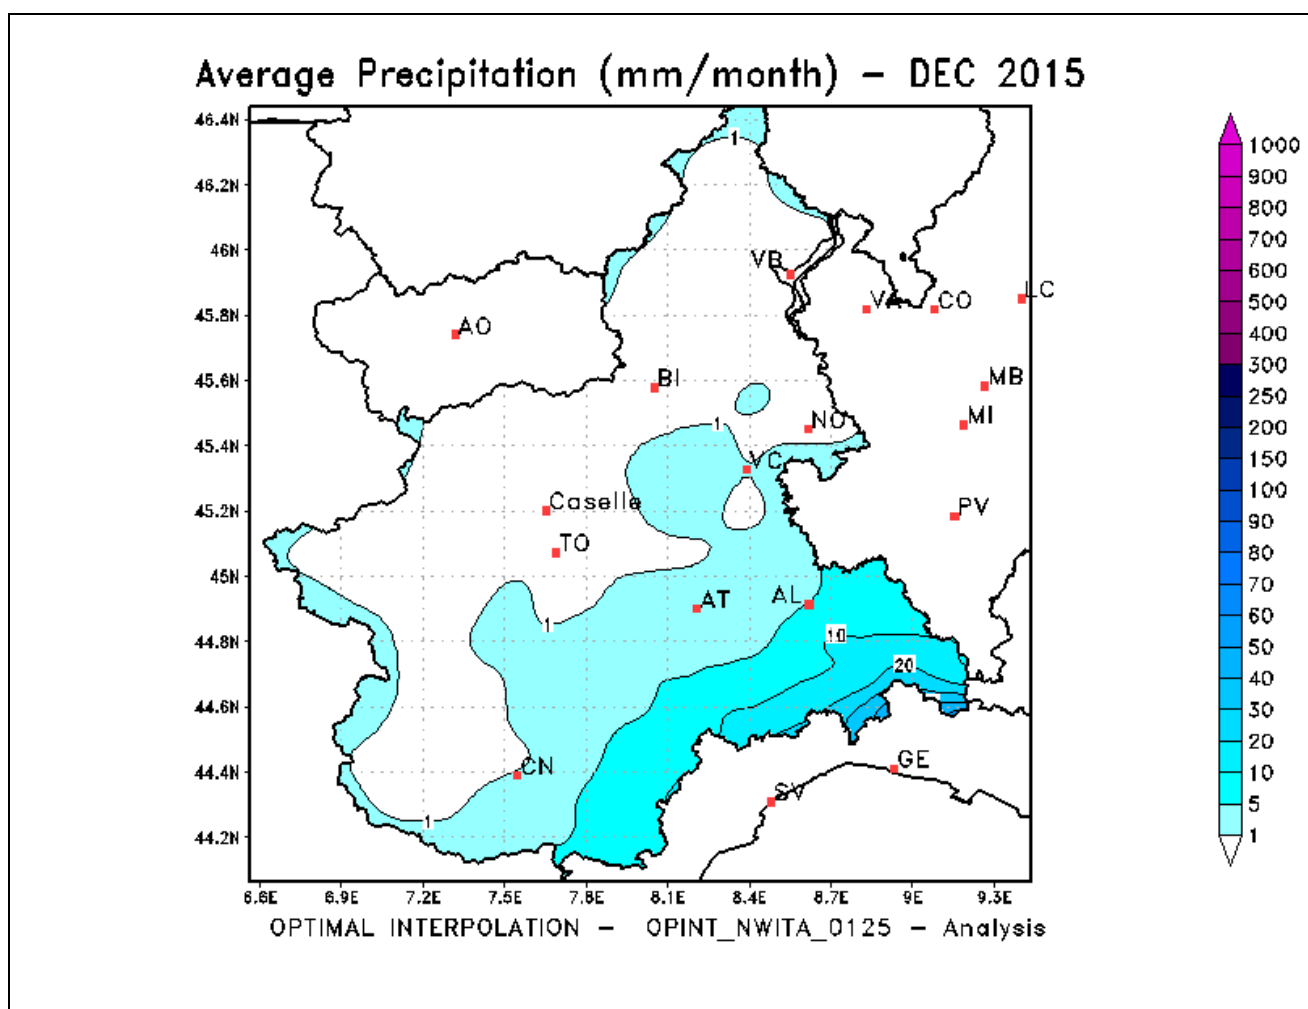 Average Precipitation (mm/month) - DEC 2015
46.4N
46.2N
46N
45.8N
45.6N
45.4N
45.2N
45N
44.8N
44.6N
44.4N
44.2N
6.6E 6.9E 7.2E 7.5E 7.8E 8.1E 8.4E 8.7E 9E 9.3E
1
VB
AO
VA
CO
LC
BI
MB
MI
NO
1
VC
Caselle
PV
TO
AT
AL
1
10
20
CN
GE
SV
1
1000
900
800
700
600
500
400
300
250
200
150
100
90
80
70
60
50
40
30
20
10
5
1
OPTIMAL INTERPOLATION - OPINT_NWITA_0125 - Analysis